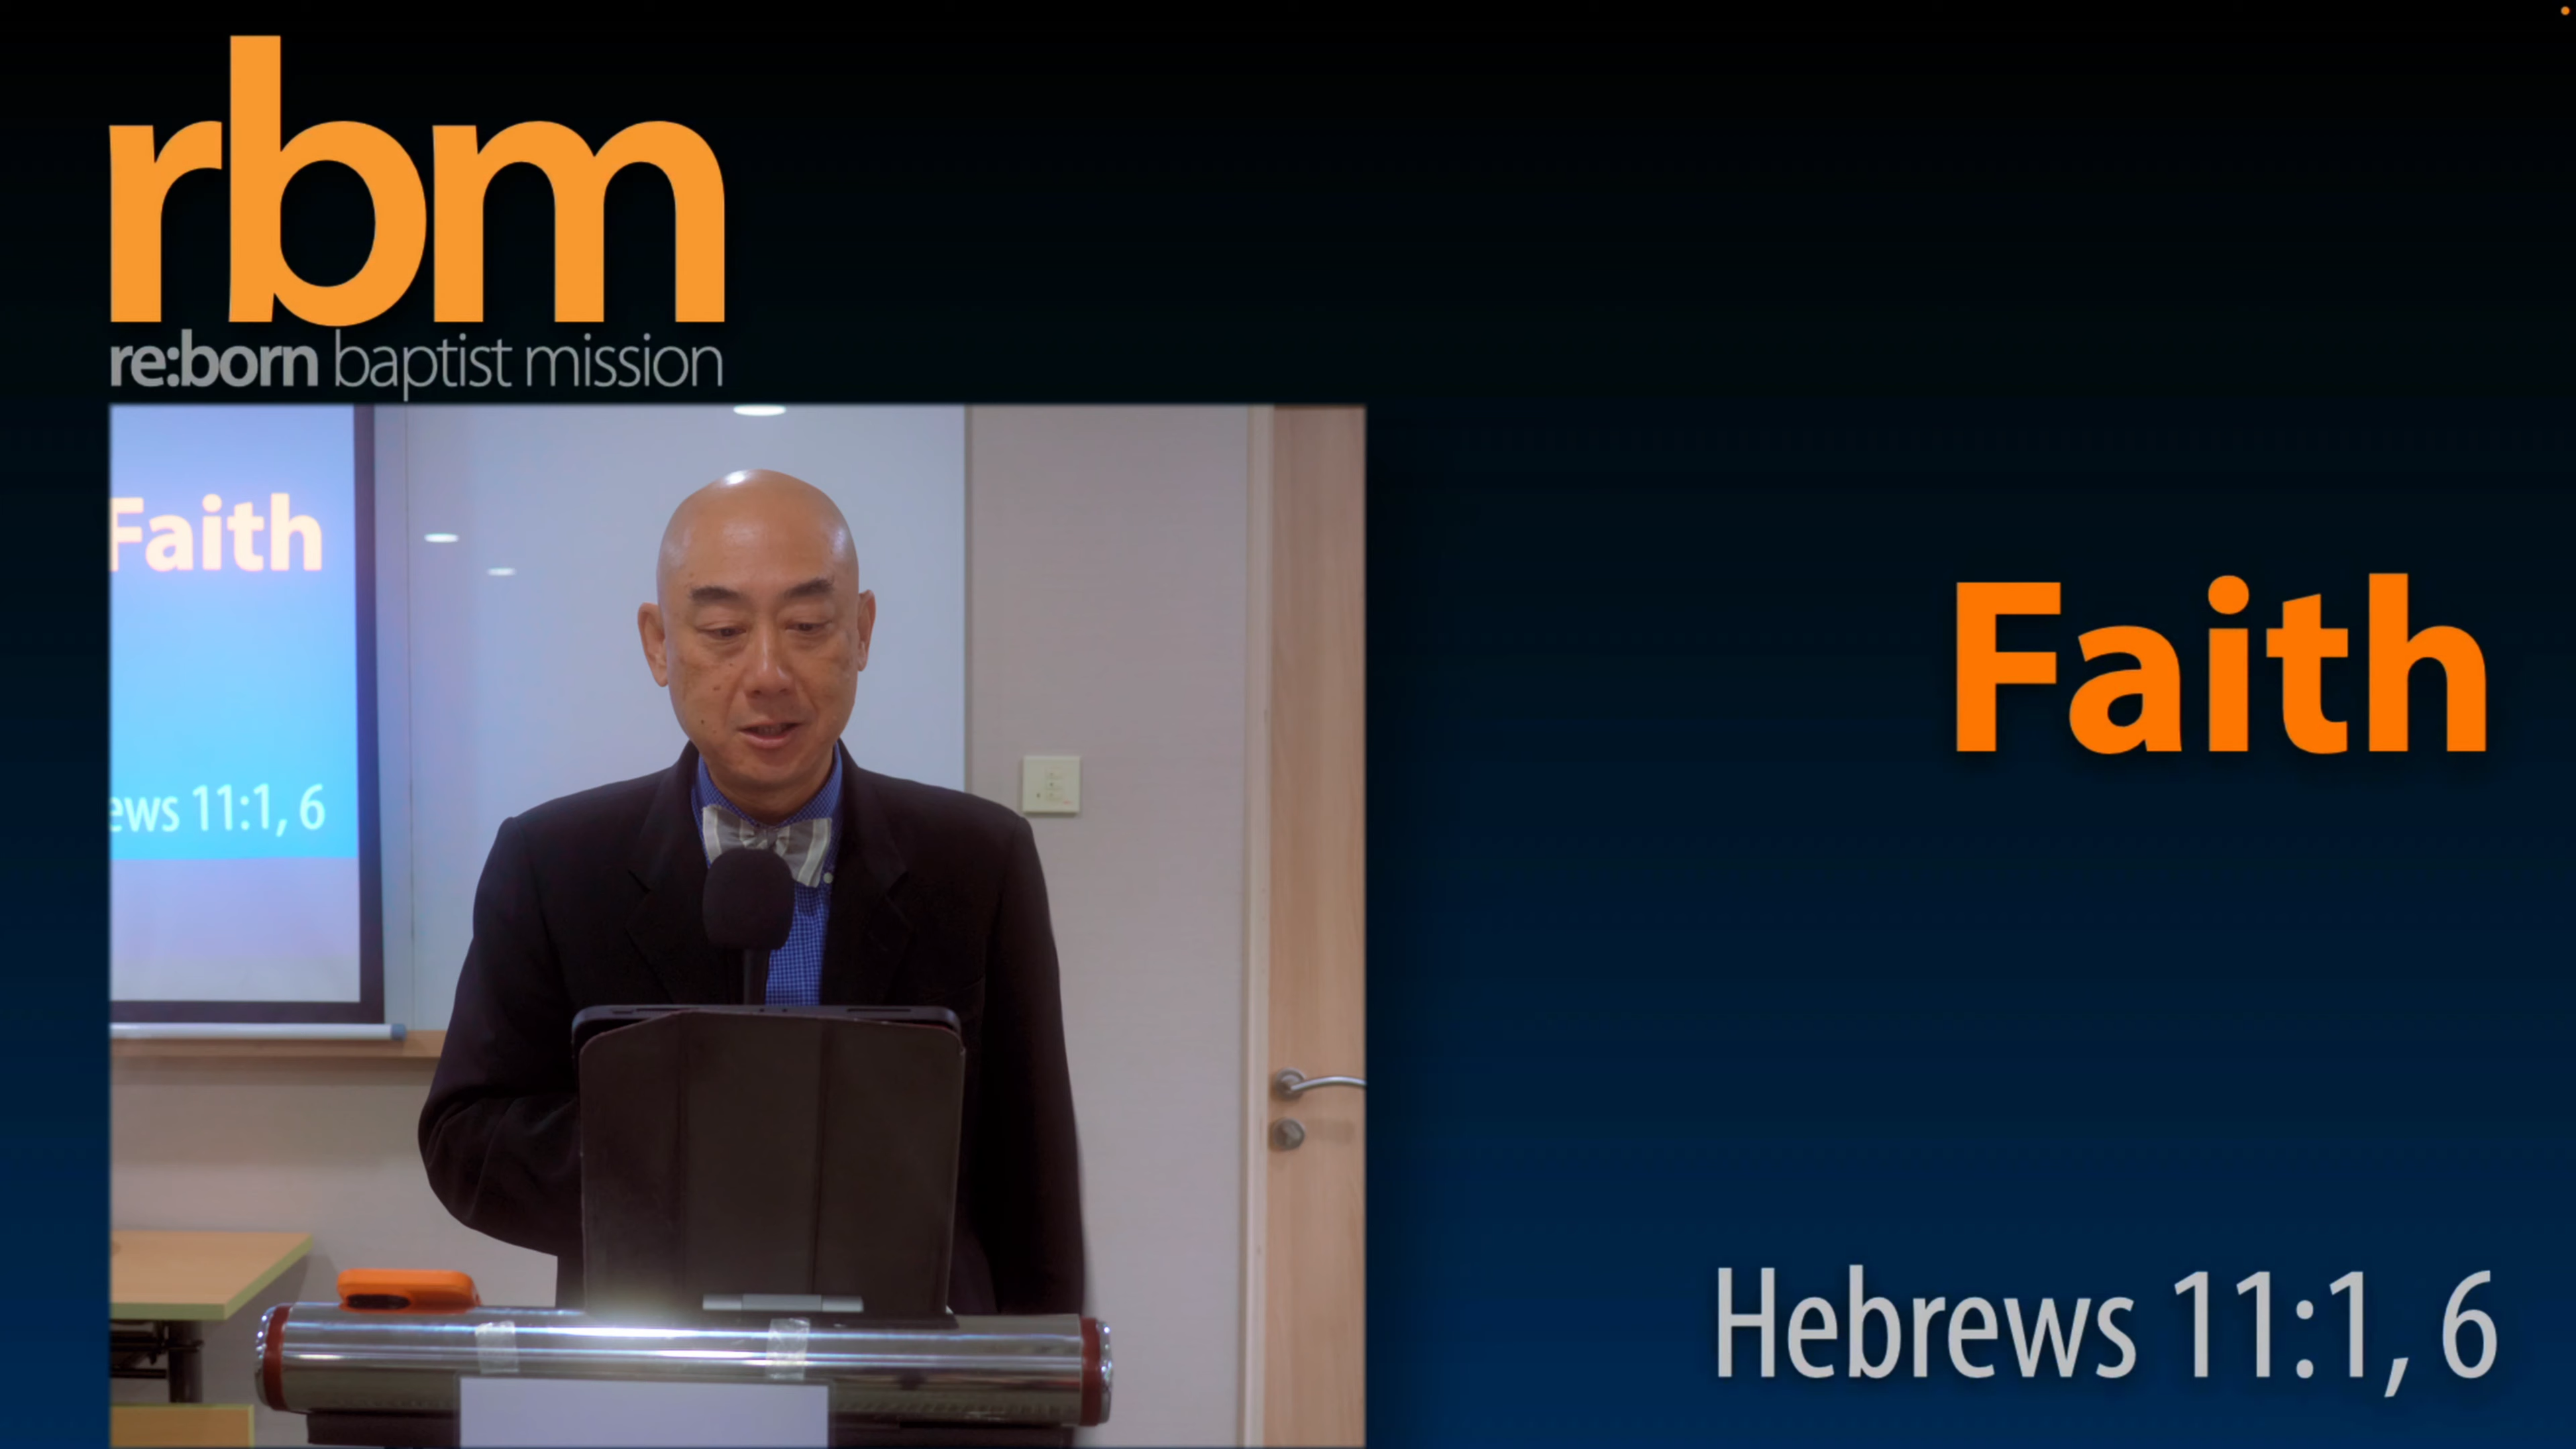 rbm
re:born baptist mission
Faith
ews 11:1, 6
Faith
Hebrews 11:1, 6